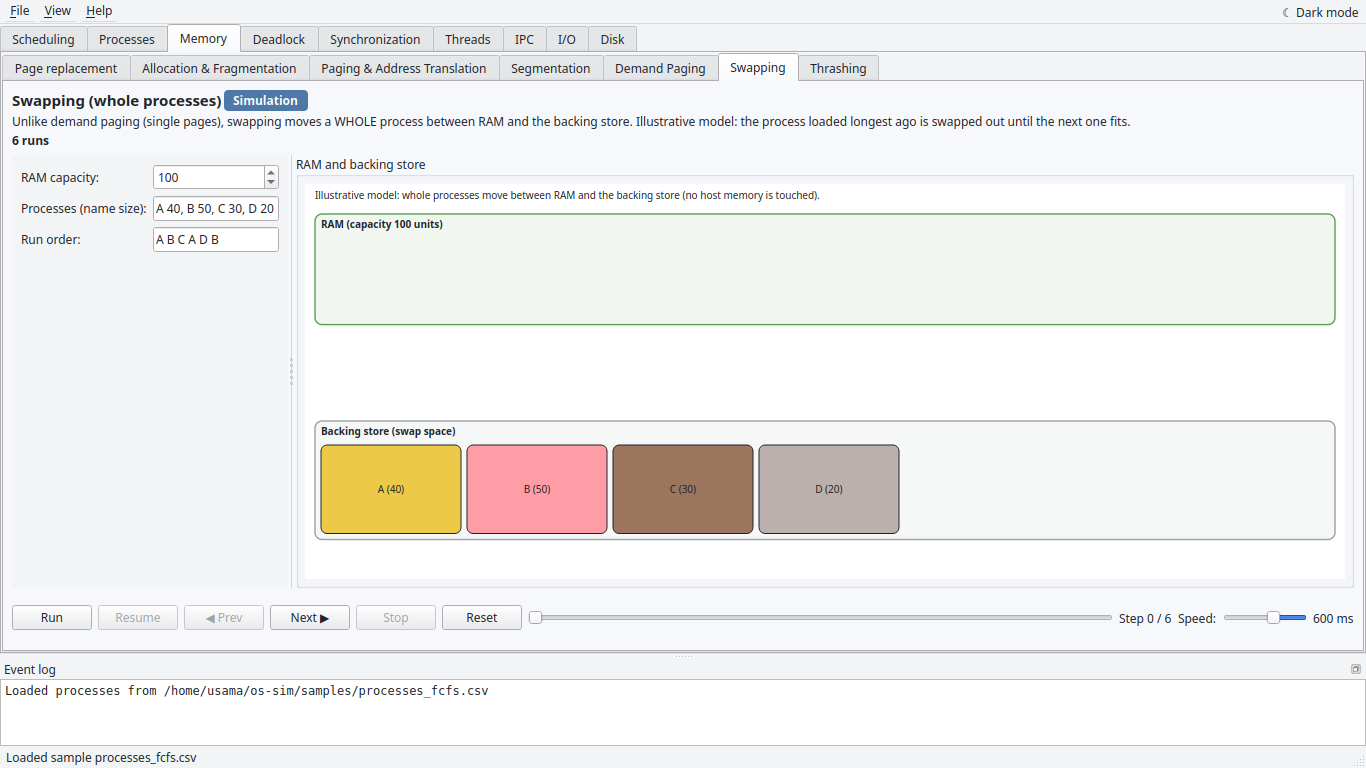 File View Help ☾ Dark mode
Scheduling Processes Memory Deadlock Synchronization Threads IPC I/O Disk
Page replacement Allocation & Fragmentation Paging & Address Translation Segmentation Demand Paging Swapping Thrashing
Swapping (whole processes) Simulation
Unlike demand paging (single pages), swapping moves a WHOLE process between RAM and the backing store. Illustrative model: the process loaded longest ago is swapped out until the next one fits.
6 runs
RAM capacity: 100
Processes (name size): A 40, B 50, C 30, D 20
Run order: A B C A D B
RAM and backing store
Illustrative model: whole processes move between RAM and the backing store (no host memory is touched).
RAM (capacity 100 units)
Backing store (swap space)
A (40) B (50) C (30) D (20)
Run Resume ◀ Prev Next ▶ Stop Reset Step 0 / 6 Speed: 600 ms
Event log
Loaded processes from /home/usama/os-sim/samples/processes_fcfs.csv
Loaded sample processes_fcfs.csv